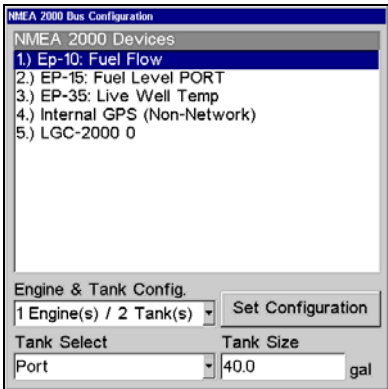 NMEA 2000 Bus Configuration
NMEA 2000 Devices
1.) Ep-10: Fuel Flow
2.) EP-15: Fuel Level PORT
3.) EP-35: Live Well Temp
4.) Internal GPS (Non-Network)
5.) LGC-2000 0
Engine & Tank Config.
1 Engine(s) / 2 Tank(s)
Set Configuration
Tank Select
Tank Size
Port
40.0
gal